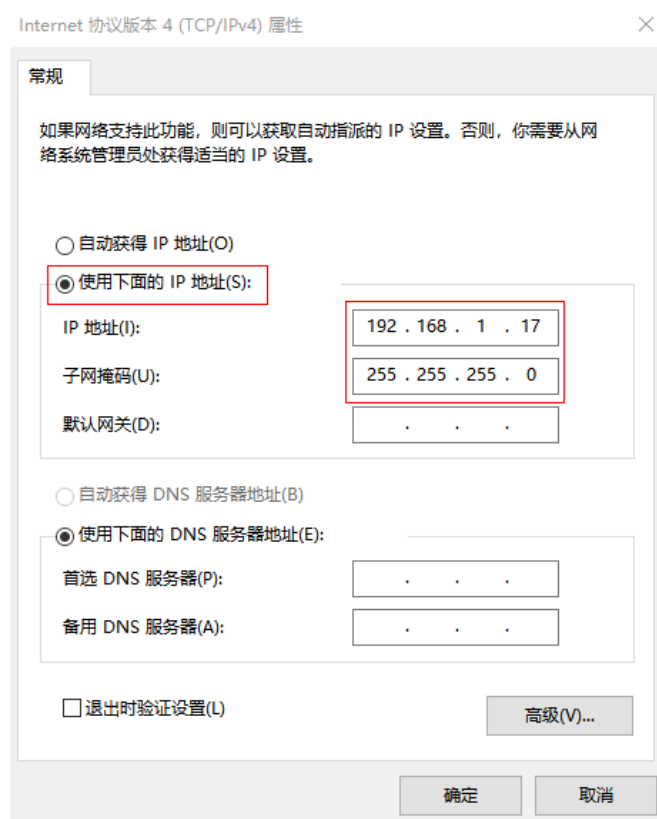 Internet 协议版本 4 (TCP/IPv4) 属性
常规
如果网络支持此功能，则可以获取自动指派的 IP 设置。否则，你需要从网
络系统管理员处获得适当的 IP 设置。
自动获得 IP 地址(O)
使用下面的 IP 地址(S):
IP 地址(I): 192 . 168 . 1 . 17
子网掩码(U): 255 . 255 . 255 . 0
默认网关(D): . . .
自动获得 DNS 服务器地址(B)
使用下面的 DNS 服务器地址(E):
首选 DNS 服务器(P): . . .
备用 DNS 服务器(A): . . .
退出时验证设置(L)
高级(V)...
确定 取消